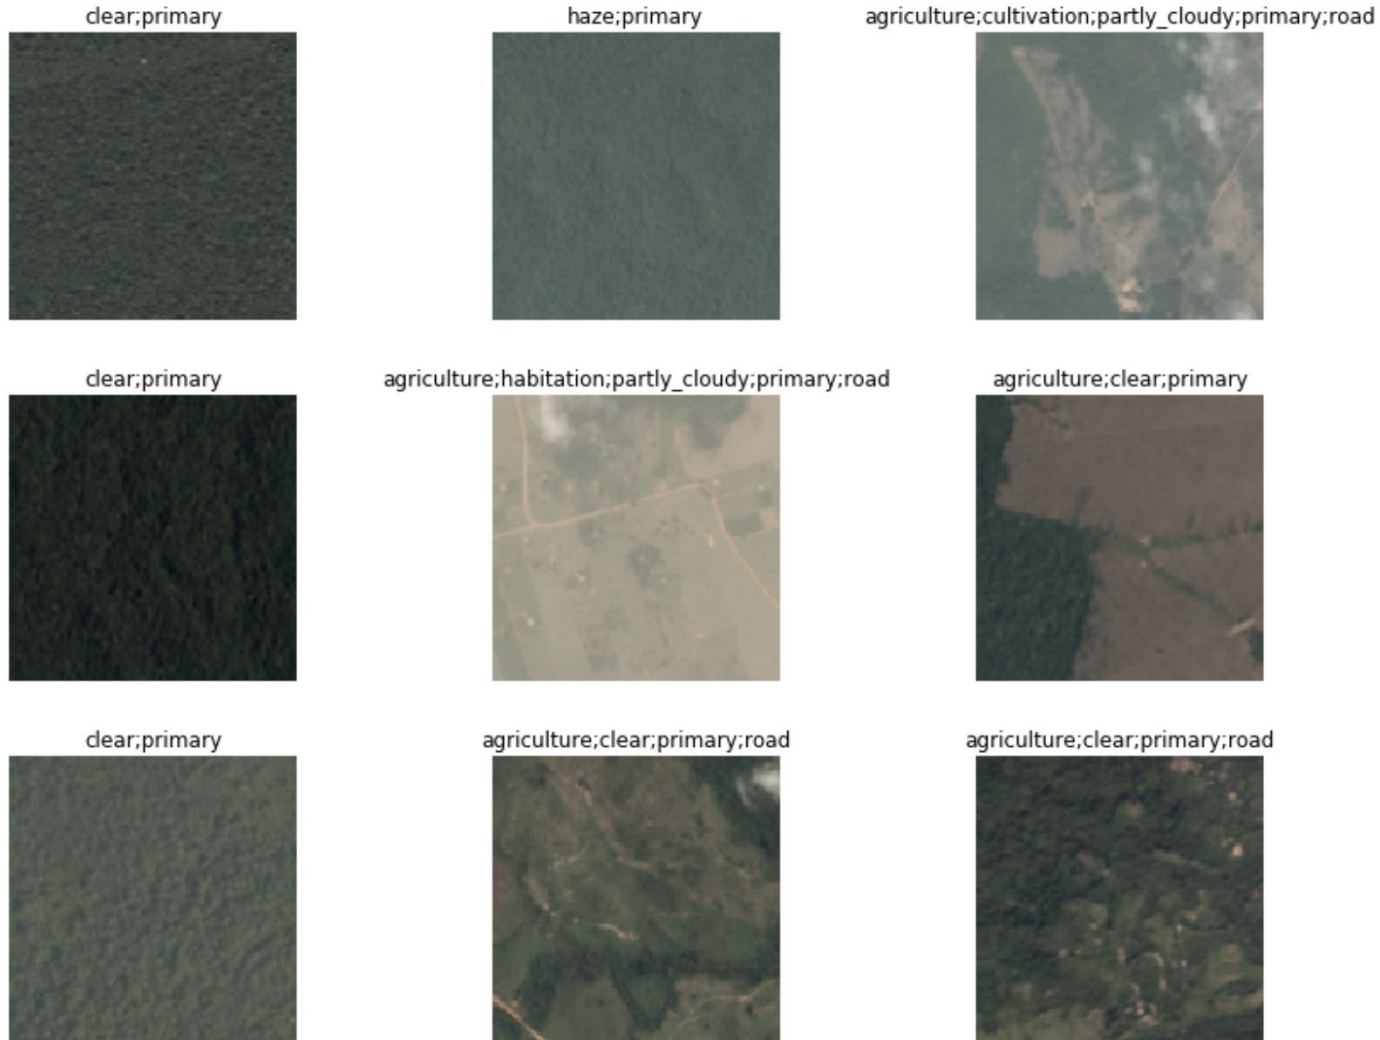 clear;primary
haze;primary
agriculture;cultivation;partly_cloudy;primary;road
clear;primary
agriculture;habitation;partly_cloudy;primary;road
agriculture;clear;primary
clear;primary
agriculture;clear;primary;road
agriculture;clear;primary;road